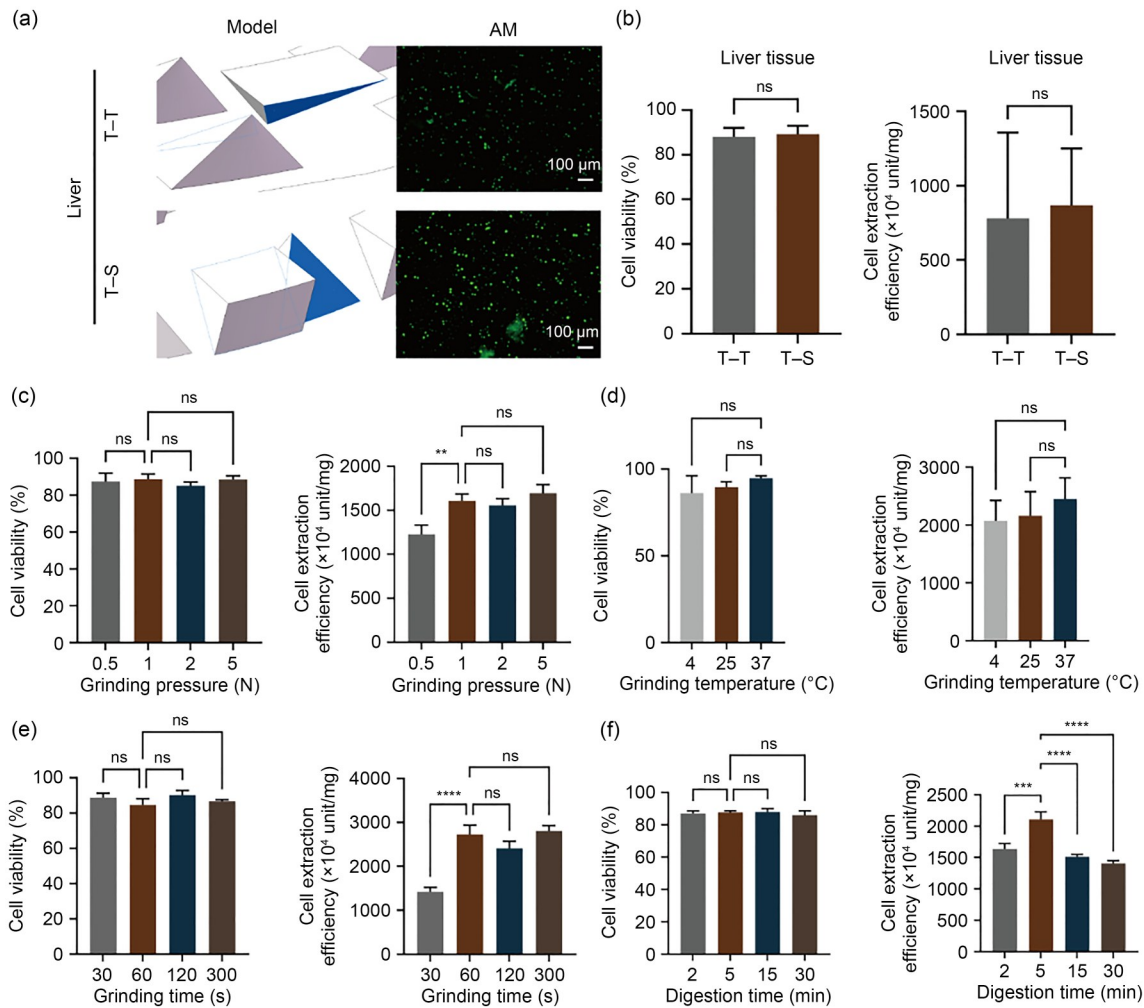 (a)
Model
AM
Liver
T–T
100 µm
T–S
100 µm
(b)
Liver tissue
ns
Cell viability (%)
100
80
60
40
20
0
T–T
T–S
Liver tissue
ns
Cell extraction
efficiency (×10⁴ unit/mg)
1500
1000
500
0
T–T
T–S
(c)
ns
ns
ns
Cell viability (%)
100
80
60
40
20
0
0.5
1
2
5
Grinding pressure (N)
ns
**
ns
Cell extraction
efficiency (×10⁴ unit/mg)
2000
1500
1000
500
0
0.5
1
2
5
Grinding pressure (N)
(d)
ns
ns
Cell viability (%)
100
50
0
4
25
37
Grinding temperature (°C)
ns
ns
Cell extraction
efficiency (×10⁴ unit/mg)
3000
2000
1000
0
4
25
37
Grinding temperature (°C)
(e)
ns
ns
ns
Cell viability (%)
100
80
60
40
20
0
30
60
120
300
Grinding time (s)
ns
****
ns
Cell extraction
efficiency (×10⁴ unit/mg)
4000
3000
2000
1000
0
30
60
120
300
Grinding time (s)
(f)
ns
ns
ns
Cell viability (%)
100
80
60
40
20
0
2
5
15
30
Digestion time (min)
****
****
***
Cell extraction
efficiency (×10⁴ unit/mg)
2500
2000
1500
1000
500
0
2
5
15
30
Digestion time (min)